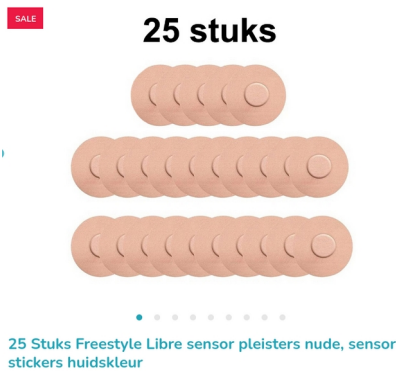 SALE
25 stuks
25 Stuks Freestyle Libre sensor pleisters nude, sensor
stickers huidskleur